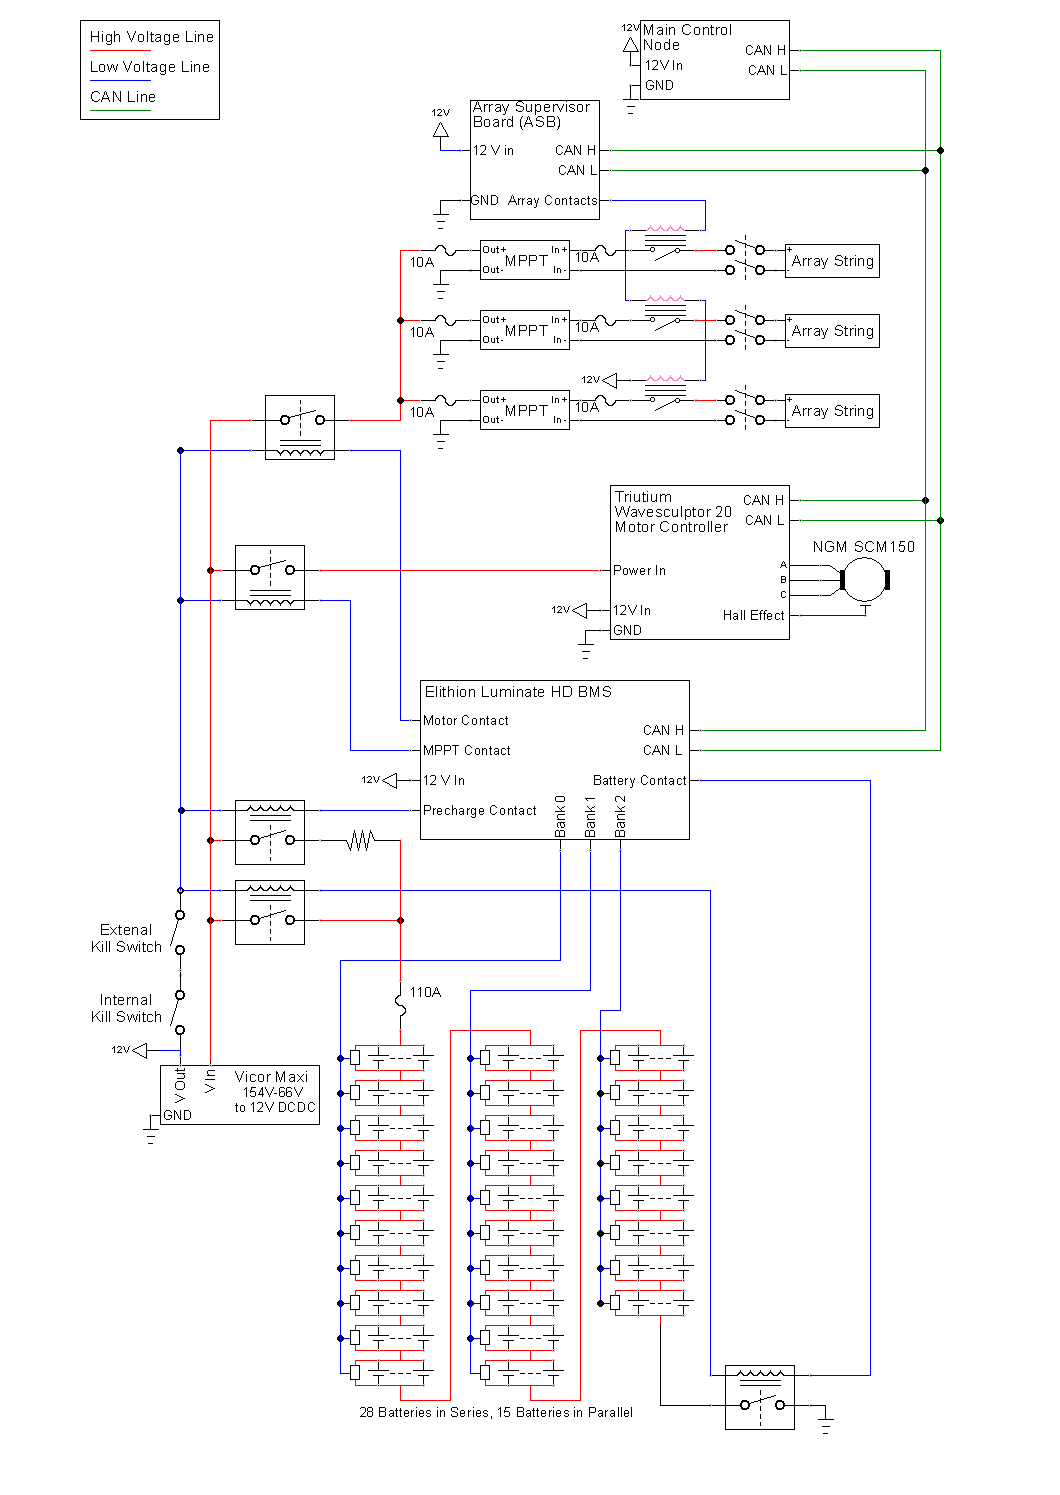 High Voltage Line
Low Voltage Line
CAN Line
12V
Main Control
Node
12V In
GND
CAN H
CAN L
12V
Array Supervisor
Board (ASB)
12 V in
GND
CAN H
CAN L
Array Contacts
10A
Out+
Out-
MPPT
In+
In-
10A
+
-
Array String
10A
Out+
Out-
MPPT
In+
In-
10A
+
-
Array String
12V
10A
Out+
Out-
MPPT
In+
In-
10A
+
-
Array String
Triutium
Wavesculptor 20
Motor Controller
CAN H
CAN L
Power In
12V
12V In
GND
A
B
C
Hall Effect
NGM SCM150
Elithion Luminate HD BMS
Motor Contact
MPPT Contact
12V
12 V In
Precharge Contact
CAN H
CAN L
Battery Contact
Bank 0
Bank 1
Bank 2
Extenal
Kill Switch
Internal
Kill Switch
12V
110A
V Out
V In
GND
Vicor Maxi
154V-66V
to 12V DCDC
28 Batteries in Series, 15 Batteries in Parallel